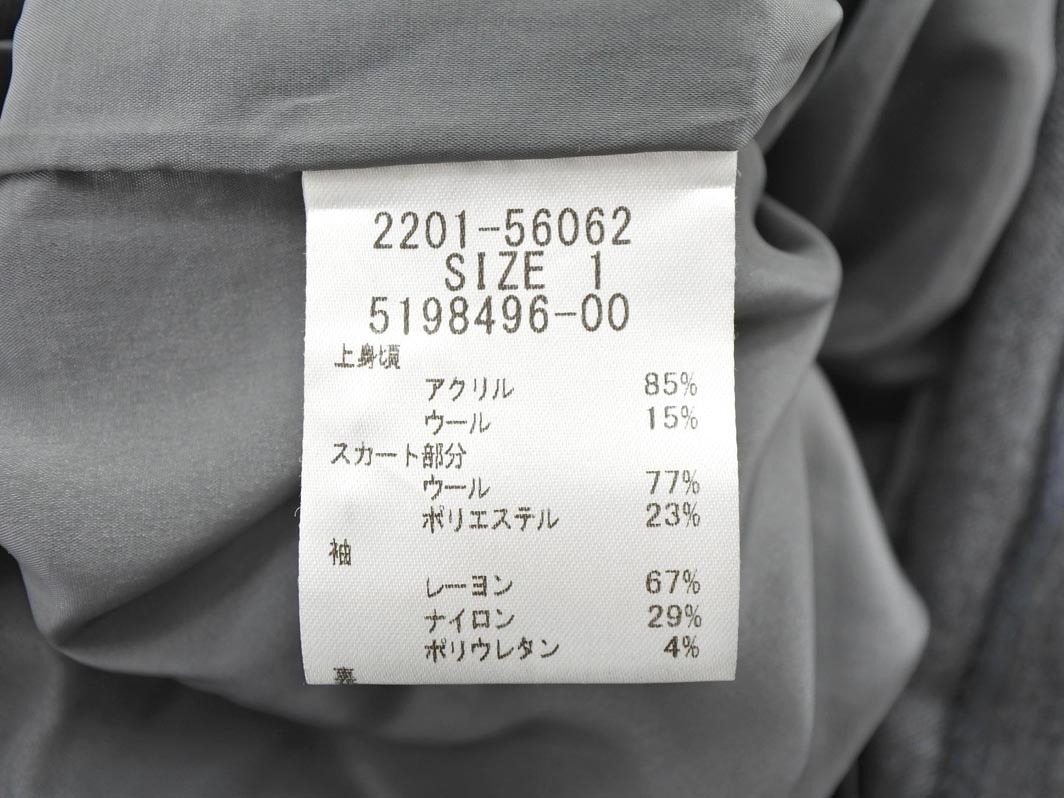 2201-56062
SIZE 1
5198496-00
上身頃
アクリル 85%
ウール 15%
スカート部分
ウール 77%
ポリエステル 23%
袖
レーヨン 67%
ナイロン 29%
ポリウレタン 4%
裏